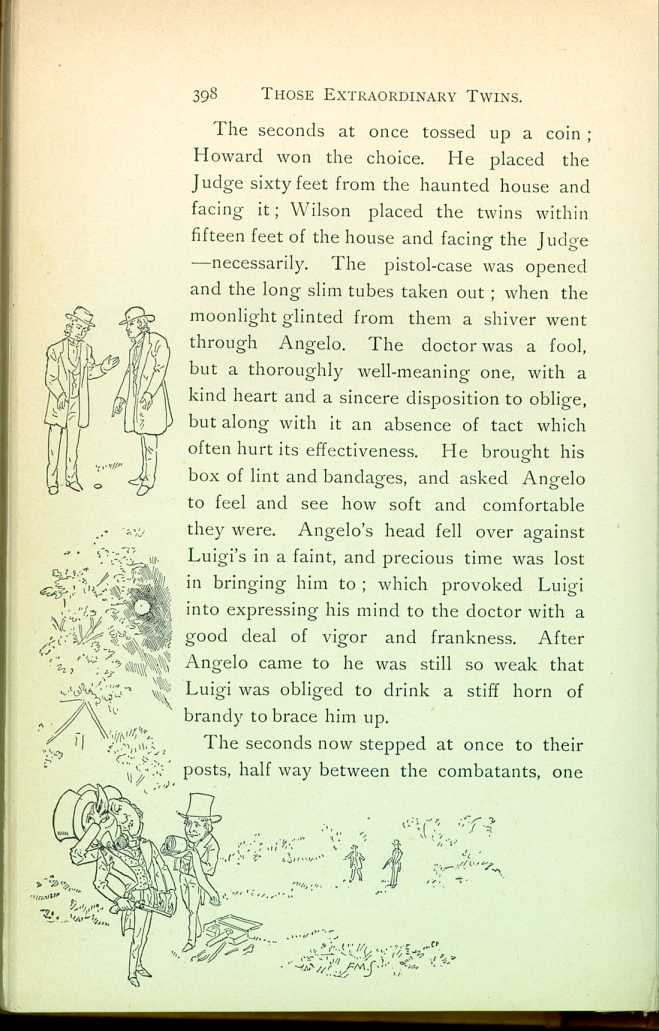 398 THOSE EXTRAORDINARY TWINS.
The seconds at once tossed up a coin ;
Howard won the choice. He placed the
Judge sixty feet from the haunted house and
facing it ; Wilson placed the twins within
fifteen feet of the house and facing the Judge
—necessarily. The pistol-case was opened
and the long slim tubes taken out ; when the
moonlight glinted from them a shiver went
through Angelo. The doctor was a fool,
but a thoroughly well-meaning one, with a
kind heart and a sincere disposition to oblige,
but along with it an absence of tact which
often hurt its effectiveness. He brought his
box of lint and bandages, and asked Angelo
to feel and see how soft and comfortable
they were. Angelo's head fell over against
Luigi's in a faint, and precious time was lost
in bringing him to ; which provoked Luigi
into expressing his mind to the doctor with a
good deal of vigor and frankness. After
Angelo came to he was still so weak that
Luigi was obliged to drink a stiff horn of
brandy to brace him up.
The seconds now stepped at once to their
posts, half way between the combatants, one
FMS